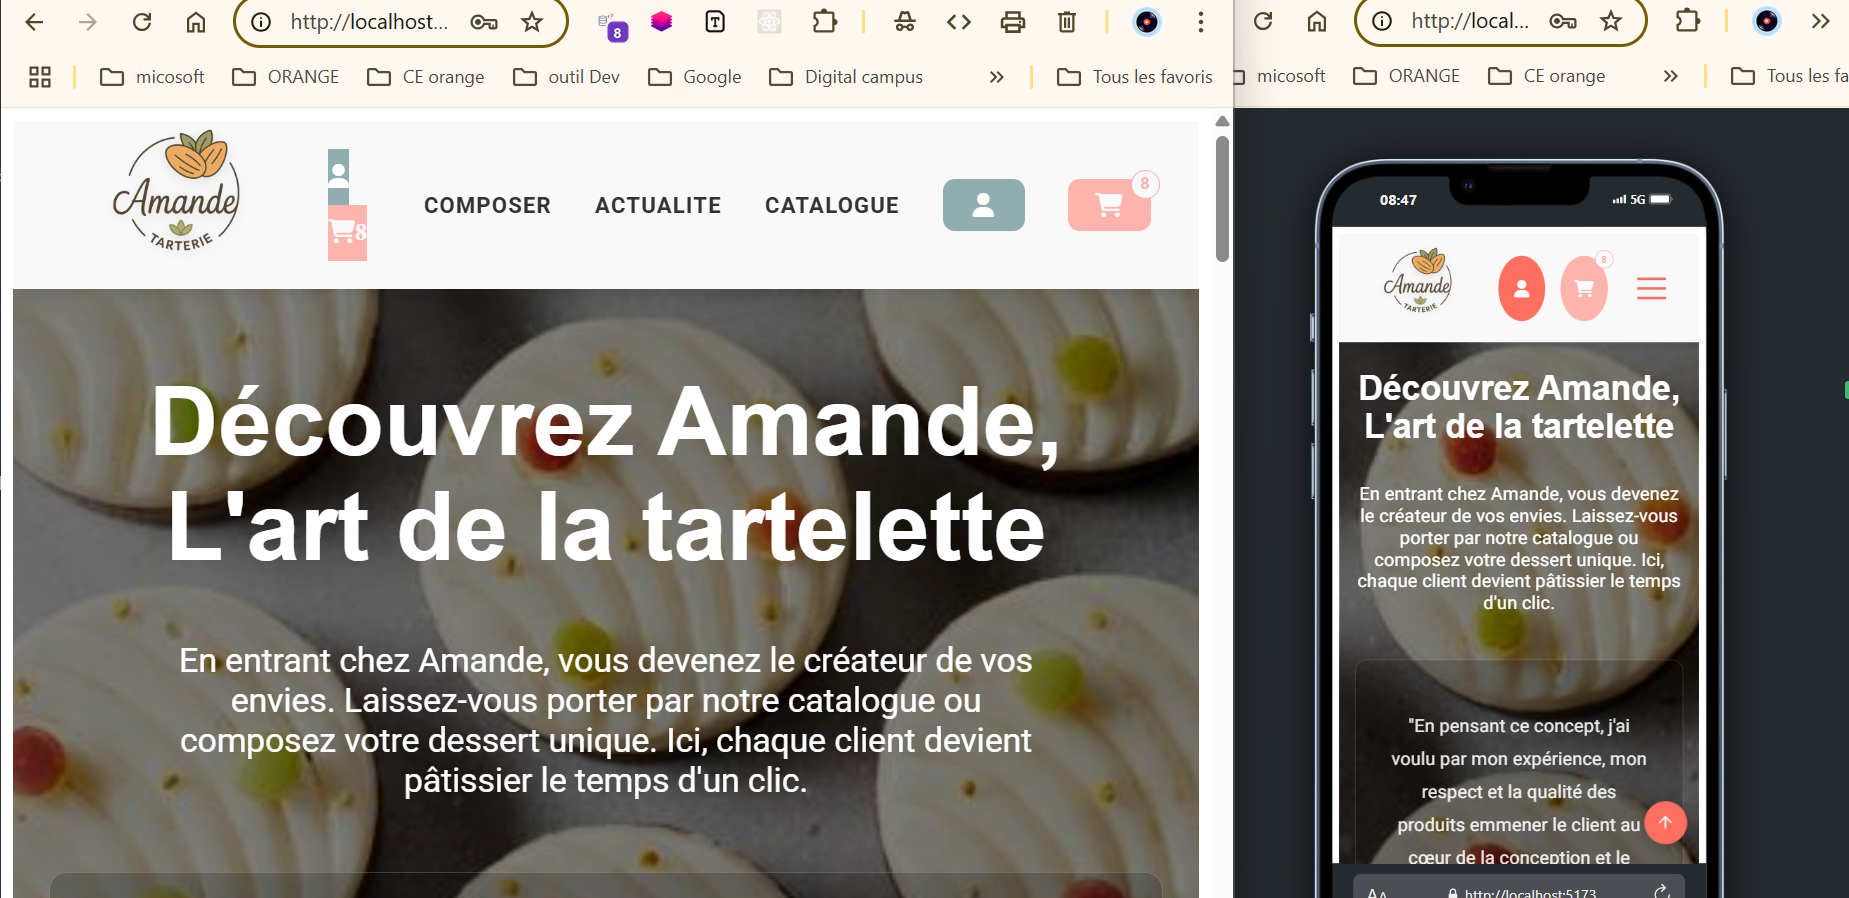 http://localhost...
8
micosoft
ORANGE
CE orange
outil Dev
Google
Digital campus
Tous les favoris
Amande
TARTERIE
8
COMPOSER
ACTUALITE
CATALOGUE
8
Découvrez Amande,
L'art de la tartelette
En entrant chez Amande, vous devenez le créateur de vos
envies. Laissez-vous porter par notre catalogue ou
composez votre dessert unique. Ici, chaque client devient
pâtissier le temps d'un clic.
http://local...
micosoft
ORANGE
CE orange
Tous les fa
08:47
5G
Amande
TARTERIE
8
Découvrez Amande,
L'art de la tartelette
En entrant chez Amande, vous devenez
le créateur de vos envies. Laissez-vous
porter par notre catalogue ou
composez votre dessert unique. Ici,
chaque client devient pâtissier le temps
d'un clic.
"En pensant ce concept, j'ai
voulu par mon expérience, mon
respect et la qualité des
produits emmener le client au
cœur de la conception et le
AA
http://localhost:5173